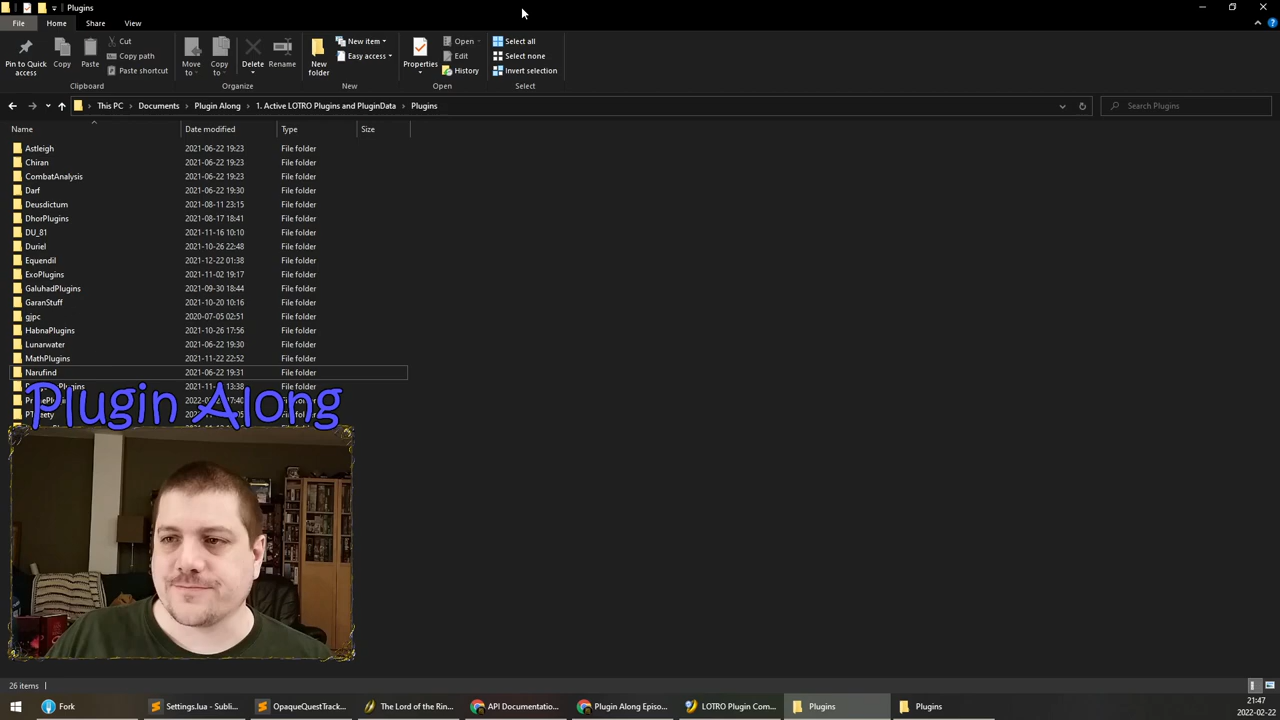 Plugins
File
Home
Share
View
Pin to Quick access
Copy
Paste
Cut
Copy path
Paste shortcut
Clipboard
Move to
Copy to
Delete
Rename
Organize
New folder
New item
Easy access
New
Properties
Open
Edit
History
Open
Select all
Select none
Invert selection
Select
This PC > Documents > Plugin Along > 1. Active LOTRO Plugins and PluginData > Plugins
Search Plugins
Name Date modified Type Size
Astleigh 2021-06-22 19:23 File folder
Chiran 2021-06-22 19:23 File folder
CombatAnalysis 2021-06-22 19:23 File folder
Darf 2021-06-22 19:30 File folder
Deusdictum 2021-08-11 23:15 File folder
DhorPlugins 2021-08-17 18:41 File folder
DU_81 2021-11-16 10:10 File folder
Duriel 2021-10-26 22:48 File folder
Equendil 2021-12-22 01:38 File folder
ExoPlugins 2021-11-02 19:17 File folder
GaluhadPlugins 2021-09-30 18:44 File folder
GaranStuff 2021-10-20 10:16 File folder
gjpc 2020-07-05 02:51 File folder
HabnaPlugins 2021-10-26 17:56 File folder
Lunarwater 2021-06-22 19:30 File folder
MathPlugins 2021-11-22 22:52 File folder
Narufind 2021-06-22 19:31 File folder
File folder
File folder
File folder
Plugin Along
26 items
Fork
Settings.lua - Subli...
OpaqueQuestTrack...
The Lord of the Rin...
API Documentatio...
Plugin Along Episo...
LOTRO Plugin Com...
Plugins
Plugins
21:47
2022-02-22